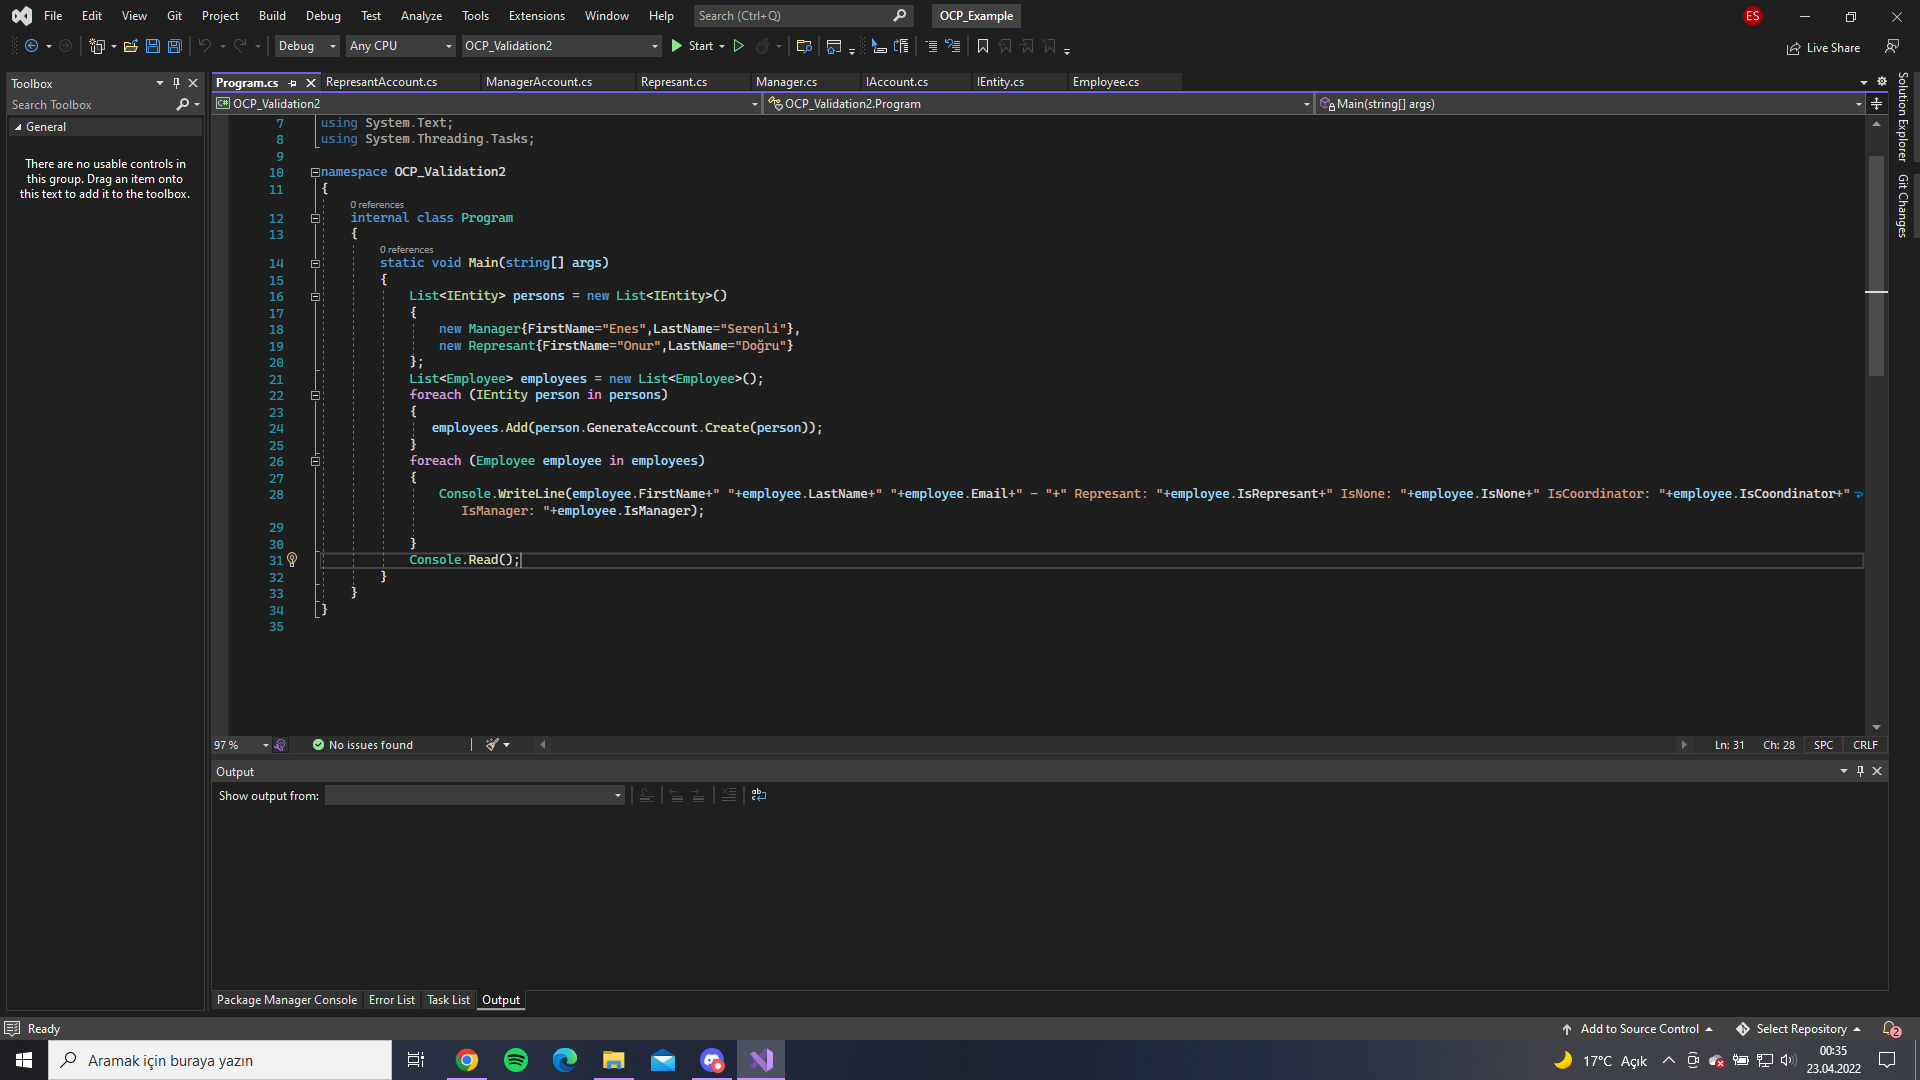 File Edit View Git Project Build Debug Test Analyze Tools Extensions Window Help Search (Ctrl+Q) OCP_Example ES
Debug Any CPU OCP_Validation2 Start Live Share
Toolbox
Search Toolbox
General
There are no usable controls in
this group. Drag an item onto
this text to add it to the toolbox.
Program.cs RepresantAccount.cs ManagerAccount.cs Represant.cs Manager.cs IAccount.cs IEntity.cs Employee.cs
C# OCP_Validation2 OCP_Validation2.Program Main(string[] args)
7 using System.Text;
8 using System.Threading.Tasks;
9
10 namespace OCP_Validation2
11 {
0 references
12 internal class Program
13 {
0 references
14 static void Main(string[] args)
15 {
16 List<IEntity> persons = new List<IEntity>()
17 {
18 new Manager{FirstName="Enes",LastName="Serenli"},
19 new Represant{FirstName="Onur",LastName="Doğru"}
20 };
21 List<Employee> employees = new List<Employee>();
22 foreach (IEntity person in persons)
23 {
24 employees.Add(person.GenerateAccount.Create(person));
25 }
26 foreach (Employee employee in employees)
27 {
28 Console.WriteLine(employee.FirstName+" "+employee.LastName+" "+employee.Email+" - "+" Represant: "+employee.IsRepresant+" IsNone: "+employee.IsNone+" IsCoordinator: "+employee.IsCoondinator+"
IsManager: "+employee.IsManager);
29
30 }
31 Console.Read();
32 }
33 }
34 }
35
97 % No issues found Ln: 31 Ch: 28 SPC CRLF
Output
Show output from:
Package Manager Console Error List Task List Output
Solution Explorer
Git Changes
Ready Add to Source Control Select Repository 2
Aramak için buraya yazın 17°C Açık 00:35
23.04.2022